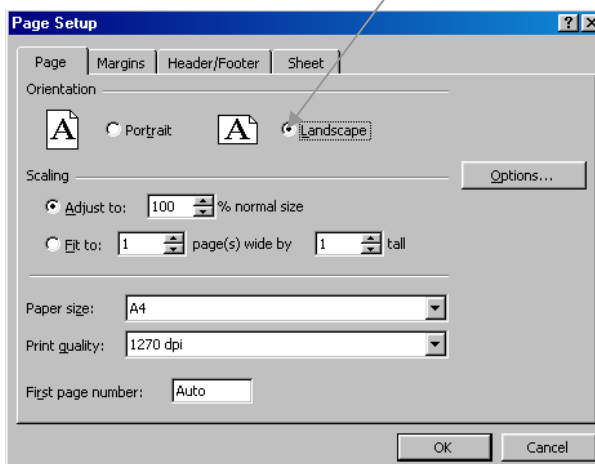 Page Setup
Page Margins Header/Footer Sheet
Orientation
A Portrait A Landscape
Scaling
Options...
Adjust to: 100 % normal size
Fit to: 1 page(s) wide by 1 tall
Paper size: A4
Print quality: 1270 dpi
First page number: Auto
OK Cancel